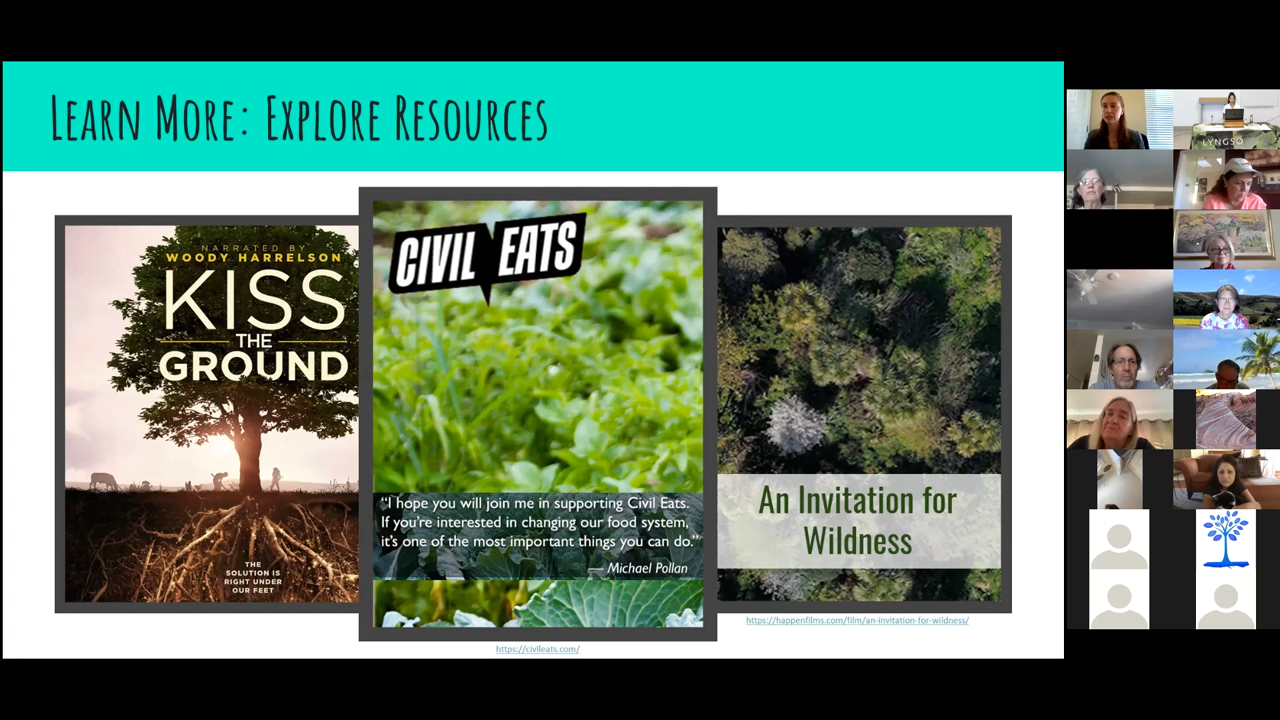 Learn More: Explore Resources
NARRATED BY
WOODY HARRELSON
KISS
THE
GROUND
THE
SOLUTION IS
RIGHT UNDER
OUR FEET
CIVIL EATS
“I hope you will join me in supporting Civil Eats.
If you’re interested in changing our food system,
it’s one of the most important things you can do.”
— Michael Pollan
https://civileats.com/
An Invitation for
Wildness
https://happenfilms.com/film/an-invitation-for-wildness/
LYNGSO